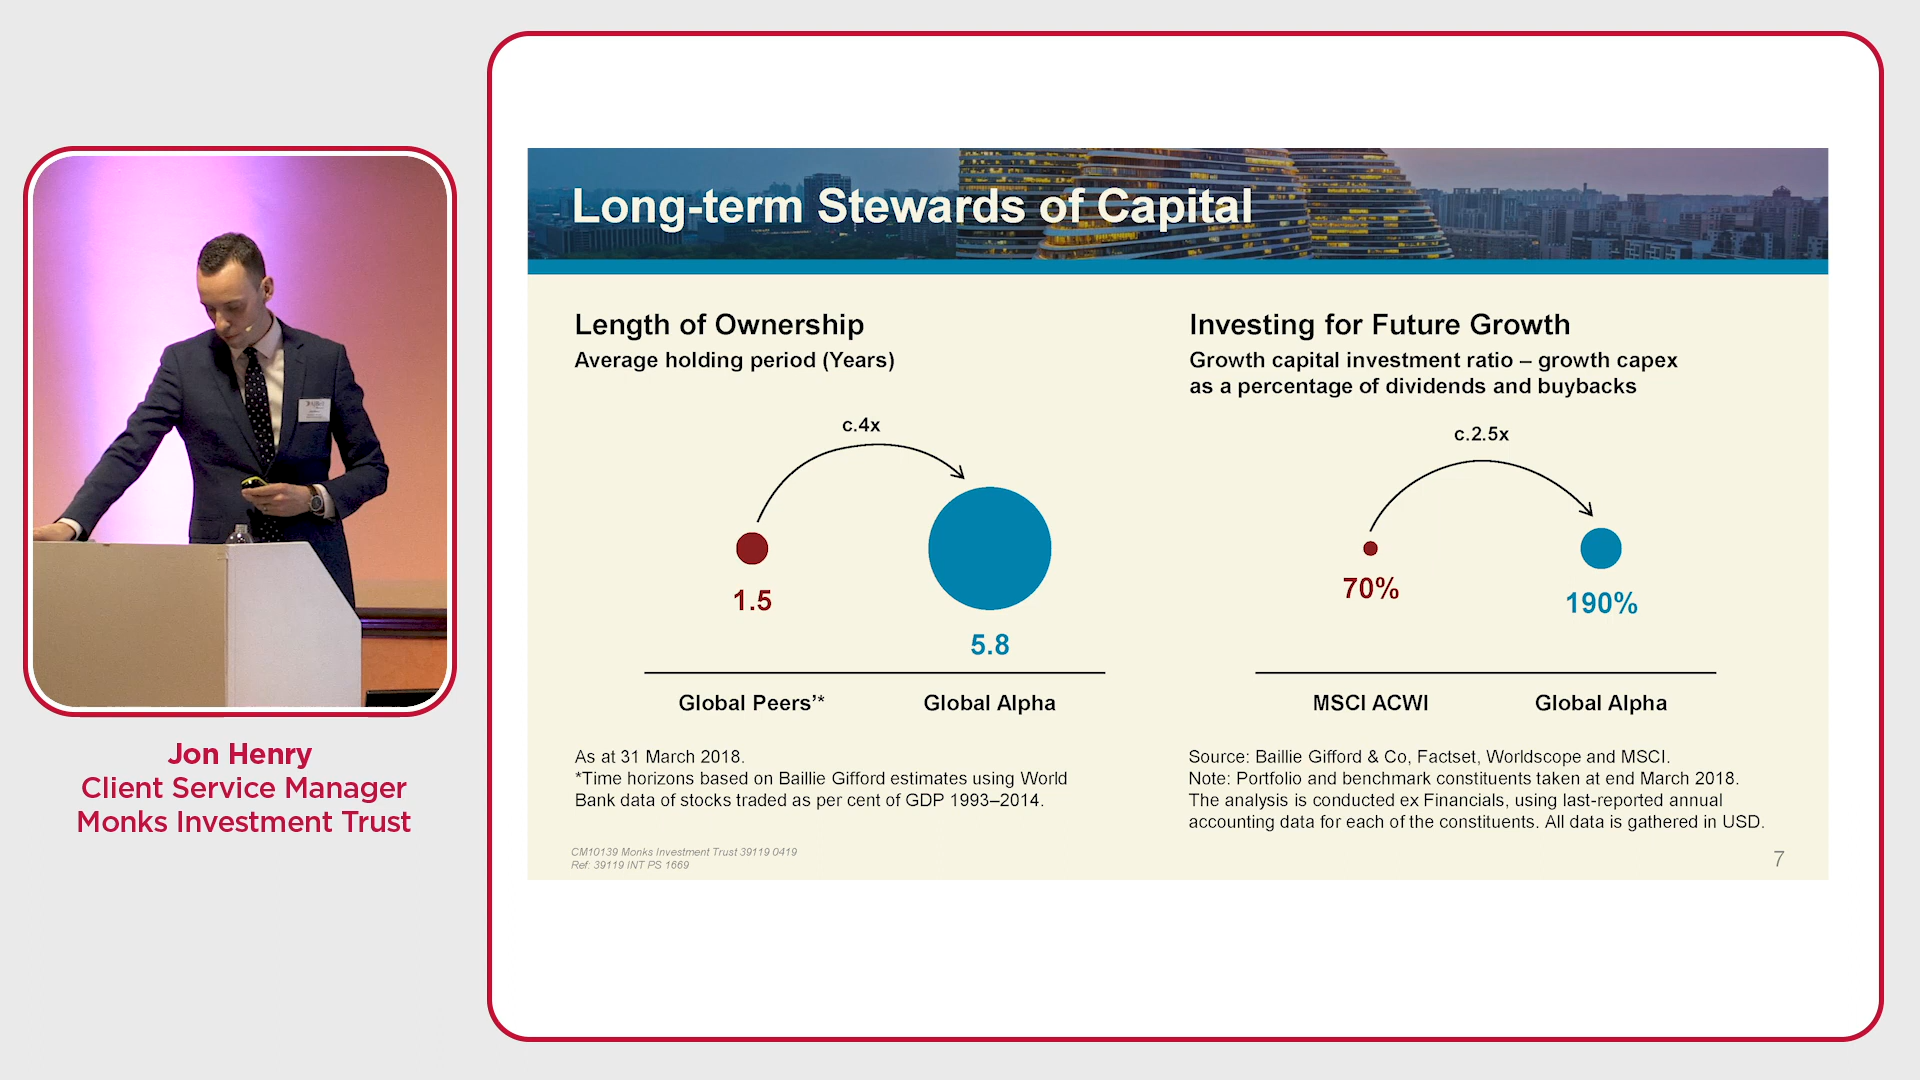 Jon Henry
Client Service Manager
Monks Investment Trust
Long-term Stewards of Capital
Length of Ownership
Average holding period (Years)
c.4x
1.5
5.8
Global Peers’*
Global Alpha
As at 31 March 2018.
*Time horizons based on Baillie Gifford estimates using World
Bank data of stocks traded as per cent of GDP 1993–2014.
Investing for Future Growth
Growth capital investment ratio – growth capex
as a percentage of dividends and buybacks
c.2.5x
70%
190%
MSCI ACWI
Global Alpha
Source: Baillie Gifford & Co, Factset, Worldscope and MSCI.
Note: Portfolio and benchmark constituents taken at end March 2018.
The analysis is conducted ex Financials, using last-reported annual
accounting data for each of the constituents. All data is gathered in USD.
CM10139 Monks Investment Trust 39119 0419
Ref: 39119 INT PS 1669
7